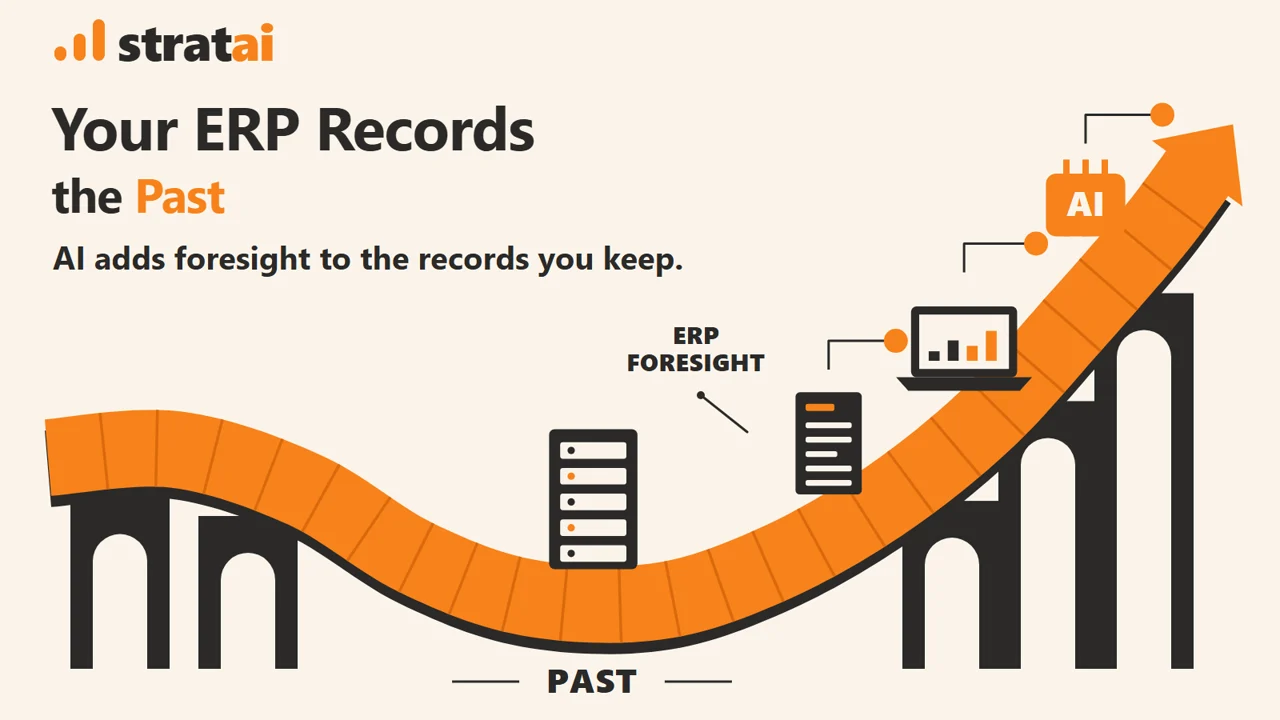 stratai
Your ERP Records
the Past
AI adds foresight to the records you keep.
AI
ERP
FORESIGHT
PAST